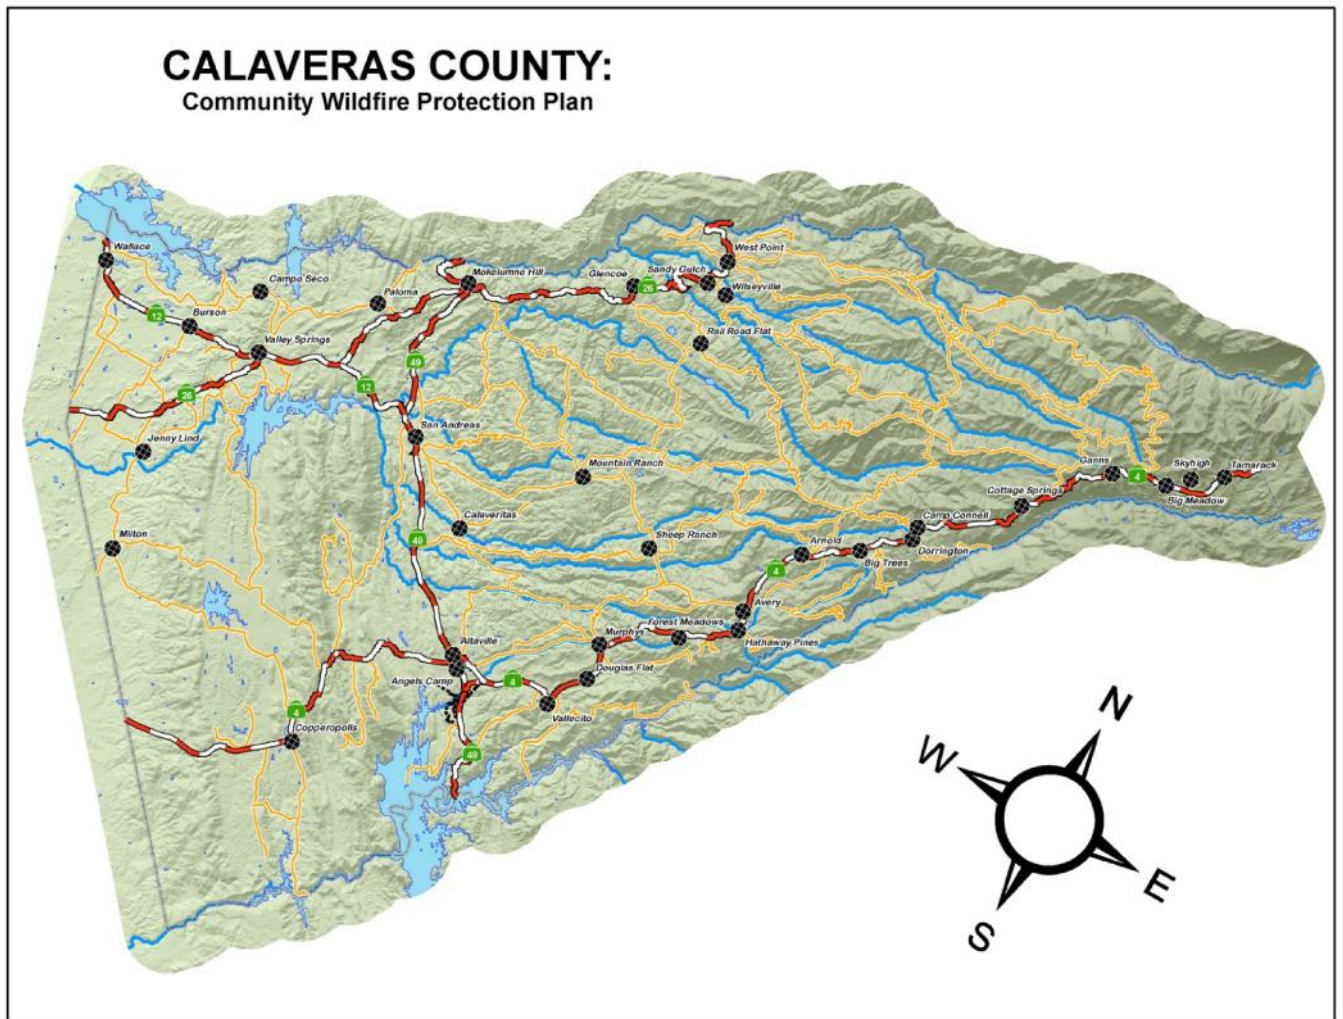 CALAVERAS COUNTY:
Community Wildfire Protection Plan
Wallace
West Point
Campo Seco
Mokelumne Hill
Glencoe
Sandy Gulch
26
Wilseyville
Paloma
12
Burson
Rail Road Flat
Valley Springs
49
12
26
San Andreas
Jenny Lind
Mountain Ranch
Ganns
4
Skyhigh
Tamarack
Big Meadow
Cottage Springs
Calaveritas
Camp Connell
Milton
49
Sheep Ranch
Arnold
Dorrington
Big Trees
4
Avery
Forest Meadows
Murphys
Hathaway Pines
Altaville
Douglas Flat
Angels Camp
4
Vallecito
4
Copperopolis
49
N
W
E
S